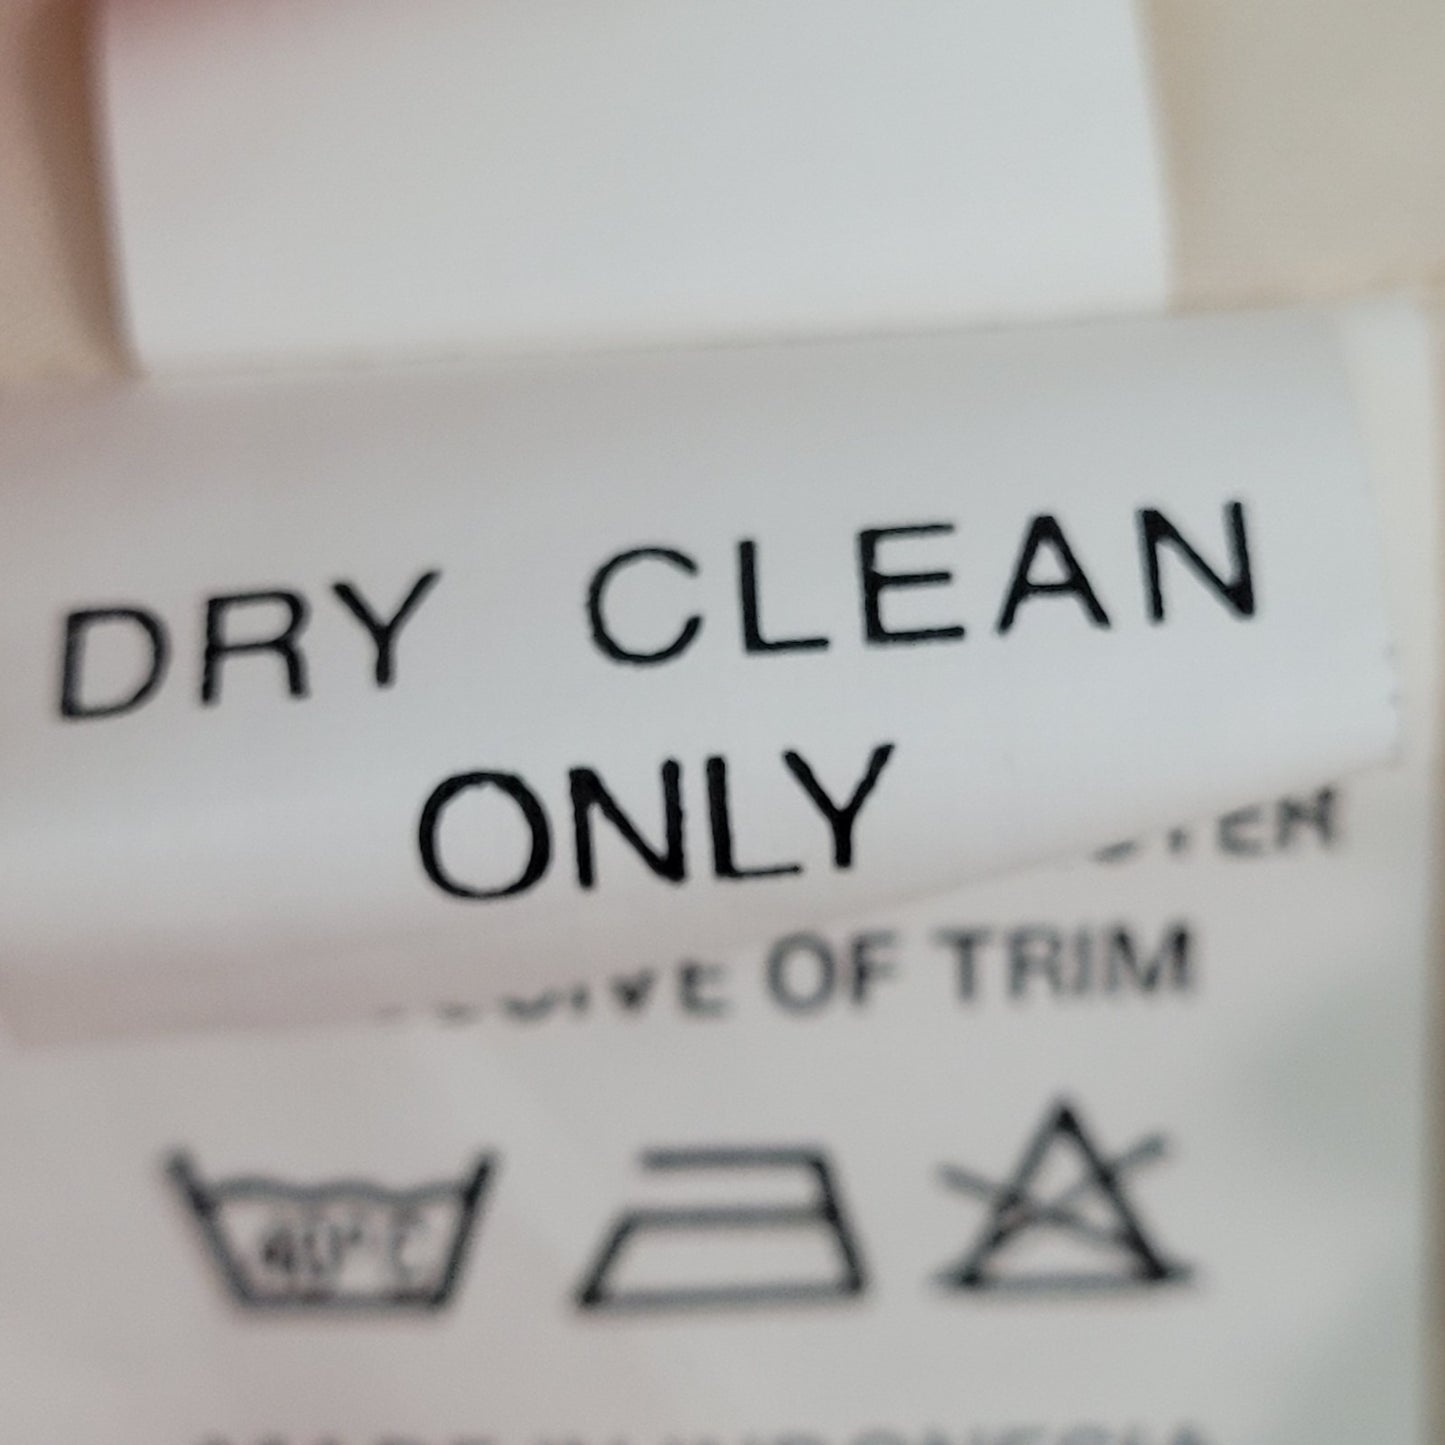 DRY CLEAN
ONLY
OF TRIM
40°C